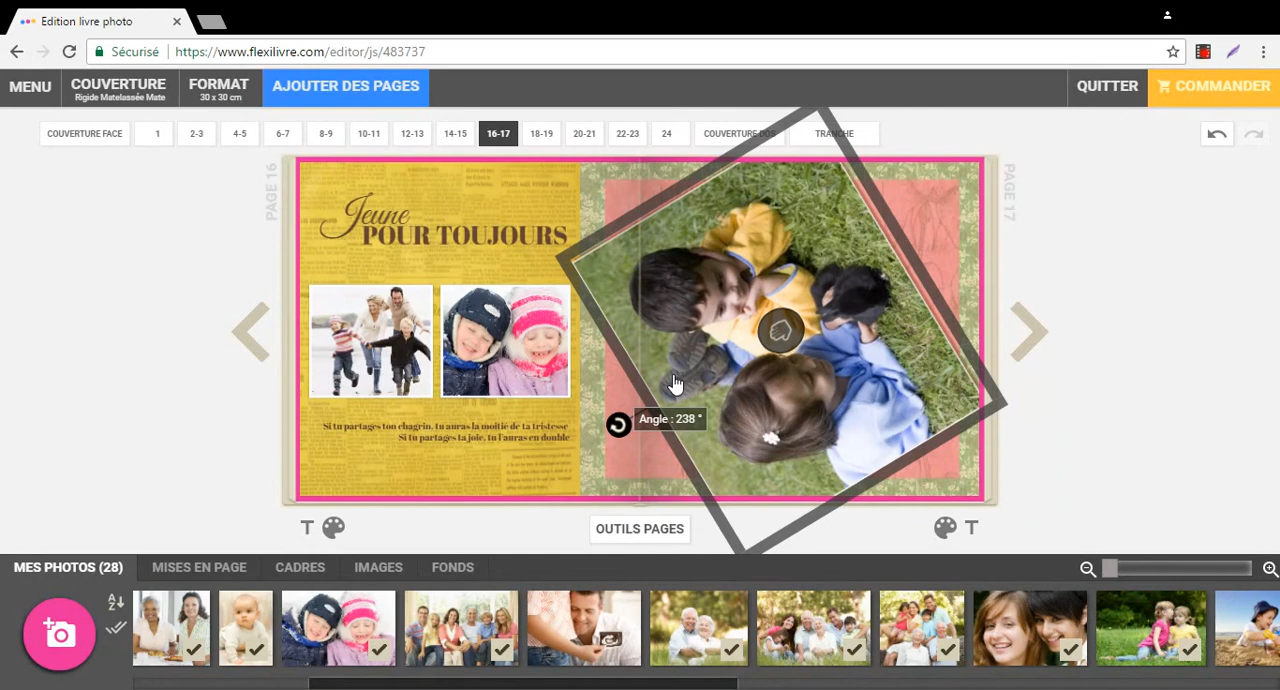 Edition livre photo
Sécurisé https://www.flexilivre.com/editor/js/483737
MENU
COUVERTURE
Rigide Matelassée Mate
FORMAT
30 x 30 cm
AJOUTER DES PAGES
QUITTER
COMMANDER
COUVERTURE FACE 1 2-3 4-5 6-7 8-9 10-11 12-13 14-15 16-17 18-19 20-21 22-23 24 COUVERTURE DOS TRANCHE
PAGE 16
PAGE 17
Jeune
POUR TOUJOURS
Angle : 238 °
Si tu partages ton chagrin, tu auras la moitié de ta tristesse
Si tu partages ta joie, tu l'auras en double
T
OUTILS PAGES
T
MES PHOTOS (28) MISES EN PAGE CADRES IMAGES FONDS
A
Z